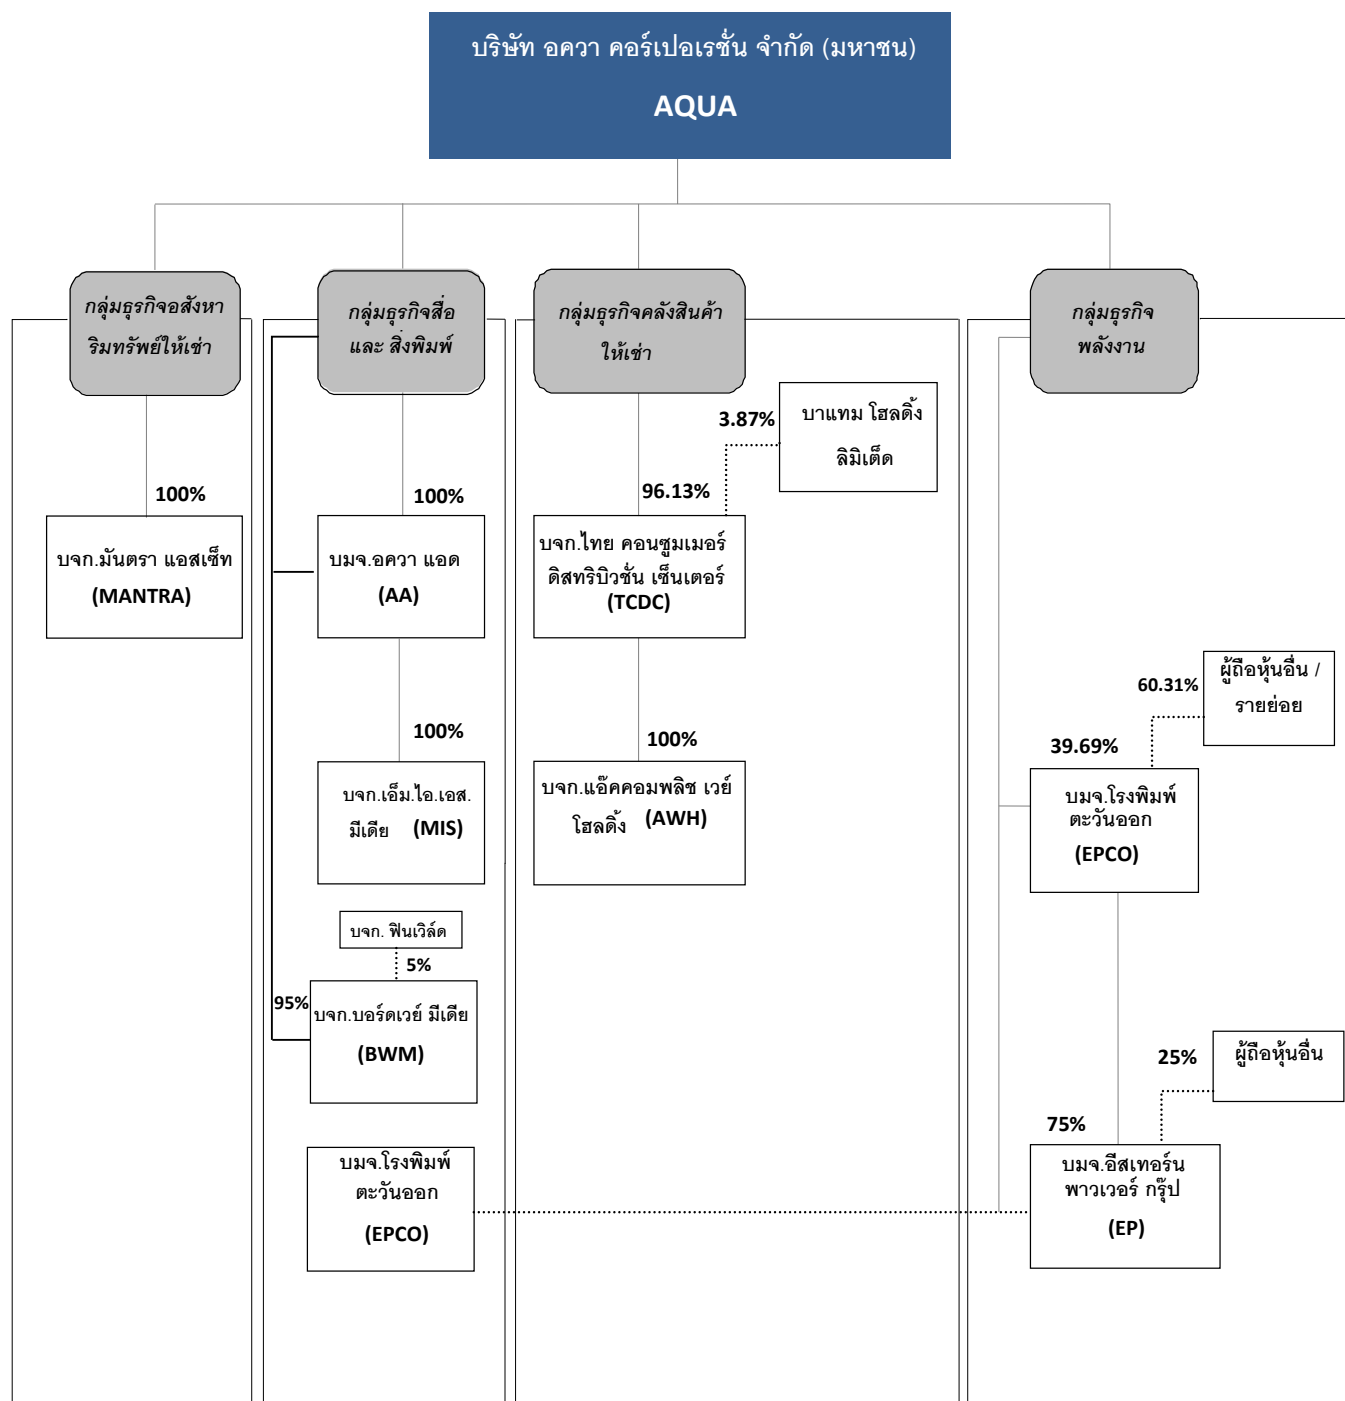 บริษัท อควา คอร์เปอเรชั่น จำกัด (มหาชน)
AQUA
กลุ่มธุรกิจอสังหา
ริมทรัพย์ให้เช่า
100%
บจก.มันตรา แอสเซ็ท
(MANTRA)
กลุ่มธุรกิจสื่อ
และ สิ่งพิมพ์
100%
บมจ.อควา แอด
(AA)
100%
บจก.เอ็ม.ไอ.เอส.
มีเดีย (MIS)
บจก. ฟินเวิล์ด
5%
95%
บจก.บอร์ดเวย์ มีเดีย
(BWM)
บมจ.โรงพิมพ์
ตะวันออก
(EPCO)
กลุ่มธุรกิจคลังสินค้า
ให้เช่า
3.87%
บาแทม โฮลดิ้ง
ลิมิเต็ด
96.13%
บจก.ไทย คอนซูมเมอร์
ดิสทริบิวชั่น เซ็นเตอร์
(TCDC)
100%
บจก.แอ๊คคอมพลิช เวย์
โฮลดิ้ง (AWH)
กลุ่มธุรกิจ
พลังงาน
60.31%
ผู้ถือหุ้นอื่น /
รายย่อย
39.69%
บมจ.โรงพิมพ์
ตะวันออก
(EPCO)
25%
ผู้ถือหุ้นอื่น
75%
บมจ.อีสเทอร์น
พาวเวอร์ กรุ๊ป
(EP)